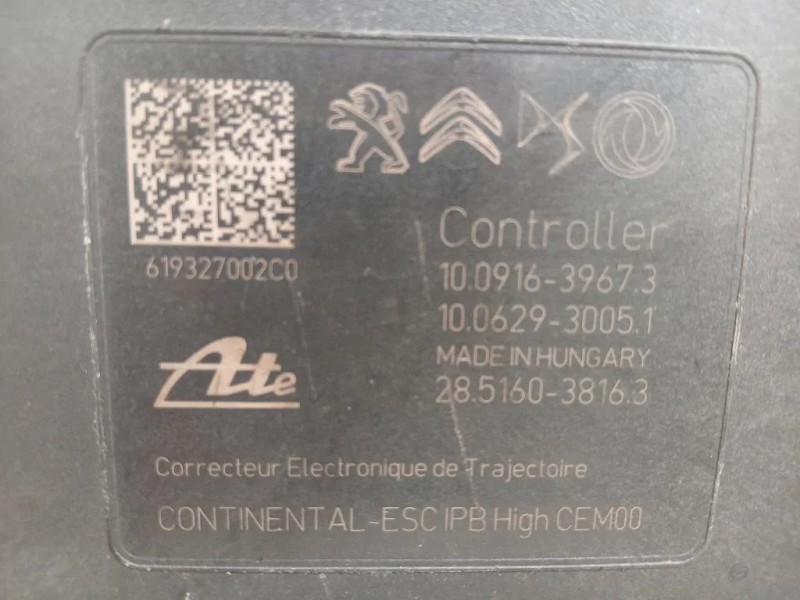 DS
Controller
619327002C0
10.0916-3967.3
10.0629-3005.1
MADE IN HUNGARY
Ate
28.5160-3816.3
Correcteur Electronique de Trajectoire
CONTINENTAL-ESC IPB High CEM00